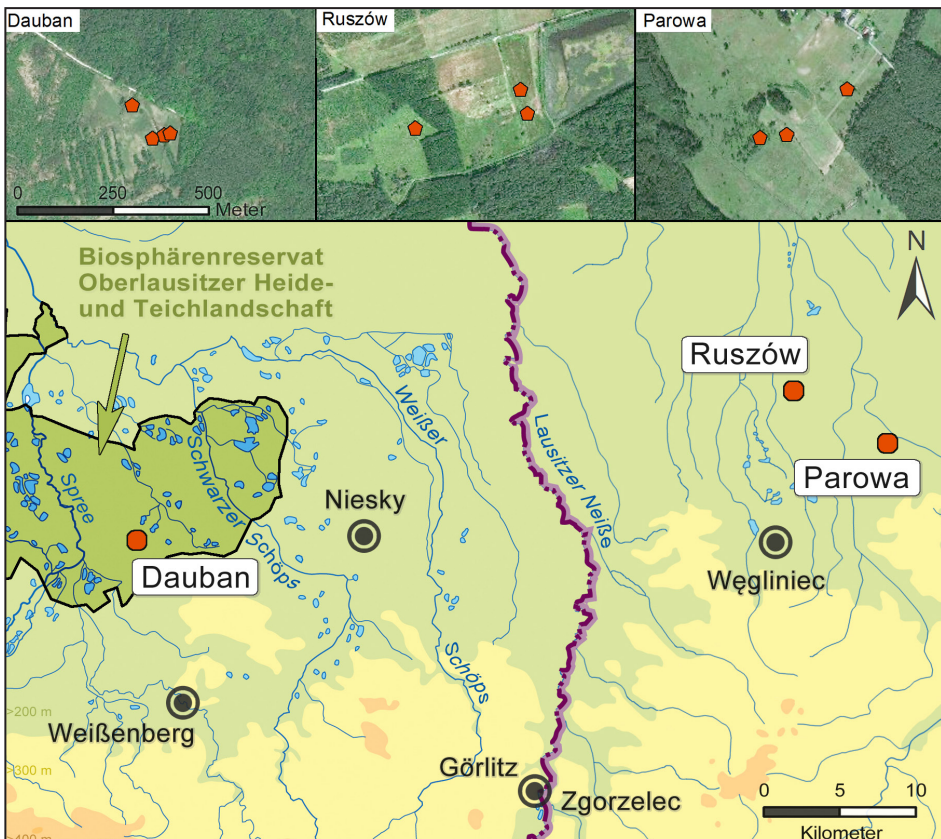 Dauban
Ruszów
Parowa
0 250 500
Meter
Biosphärenreservat
Oberlausitzer Heide-
und Teichlandschaft
N
Ruszów
Weißer
Parowa
Schwarzer
Spree
Lausitzer Neiße
Niesky
Schöps
Dauban
Węgliniec
Schöps
>200 m
Weißenberg
>300 m
Görlitz
Zgorzelec
0 5 10
Kilometer
>400 m